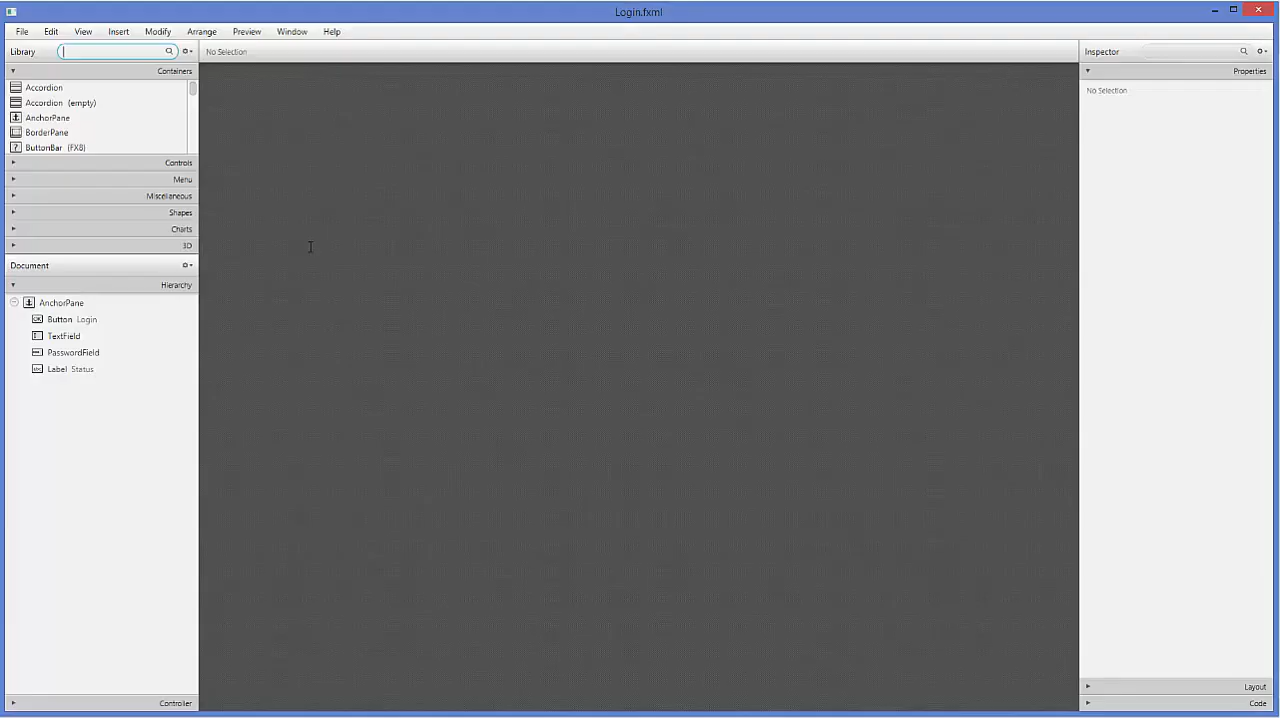 Login.fxml
File Edit View Insert Modify Arrange Preview Window Help
Library
No Selection
Inspector
Containers
Properties
Accordion
No Selection
Accordion (empty)
AnchorPane
BorderPane
ButtonBar (FX8)
Controls
Menu
Miscellaneous
Shapes
Charts
3D
Document
Hierarchy
AnchorPane
OK Button Login
TextField
PasswordField
abc Label Status
Layout
Controller
Code